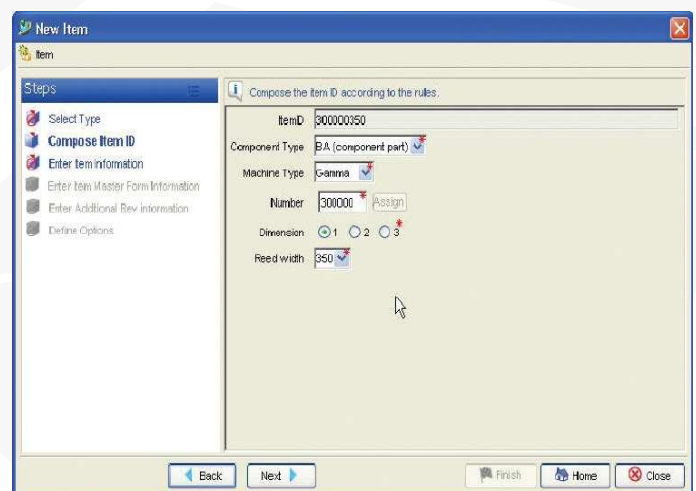 New Item
Item
Steps
Select Type
Compose Item ID
Enter Item Information
Enter Item Master Form Information
Enter Additional Rev information
Define Options
Compose the item ID according to the rules.
ItemD 300000350
Component Type BA (component part) *
Machine Type Gamma *
Number 300000 * Assign
Dimension 1 2 3 *
Reed width 350 *
Back Next Finish Home Close